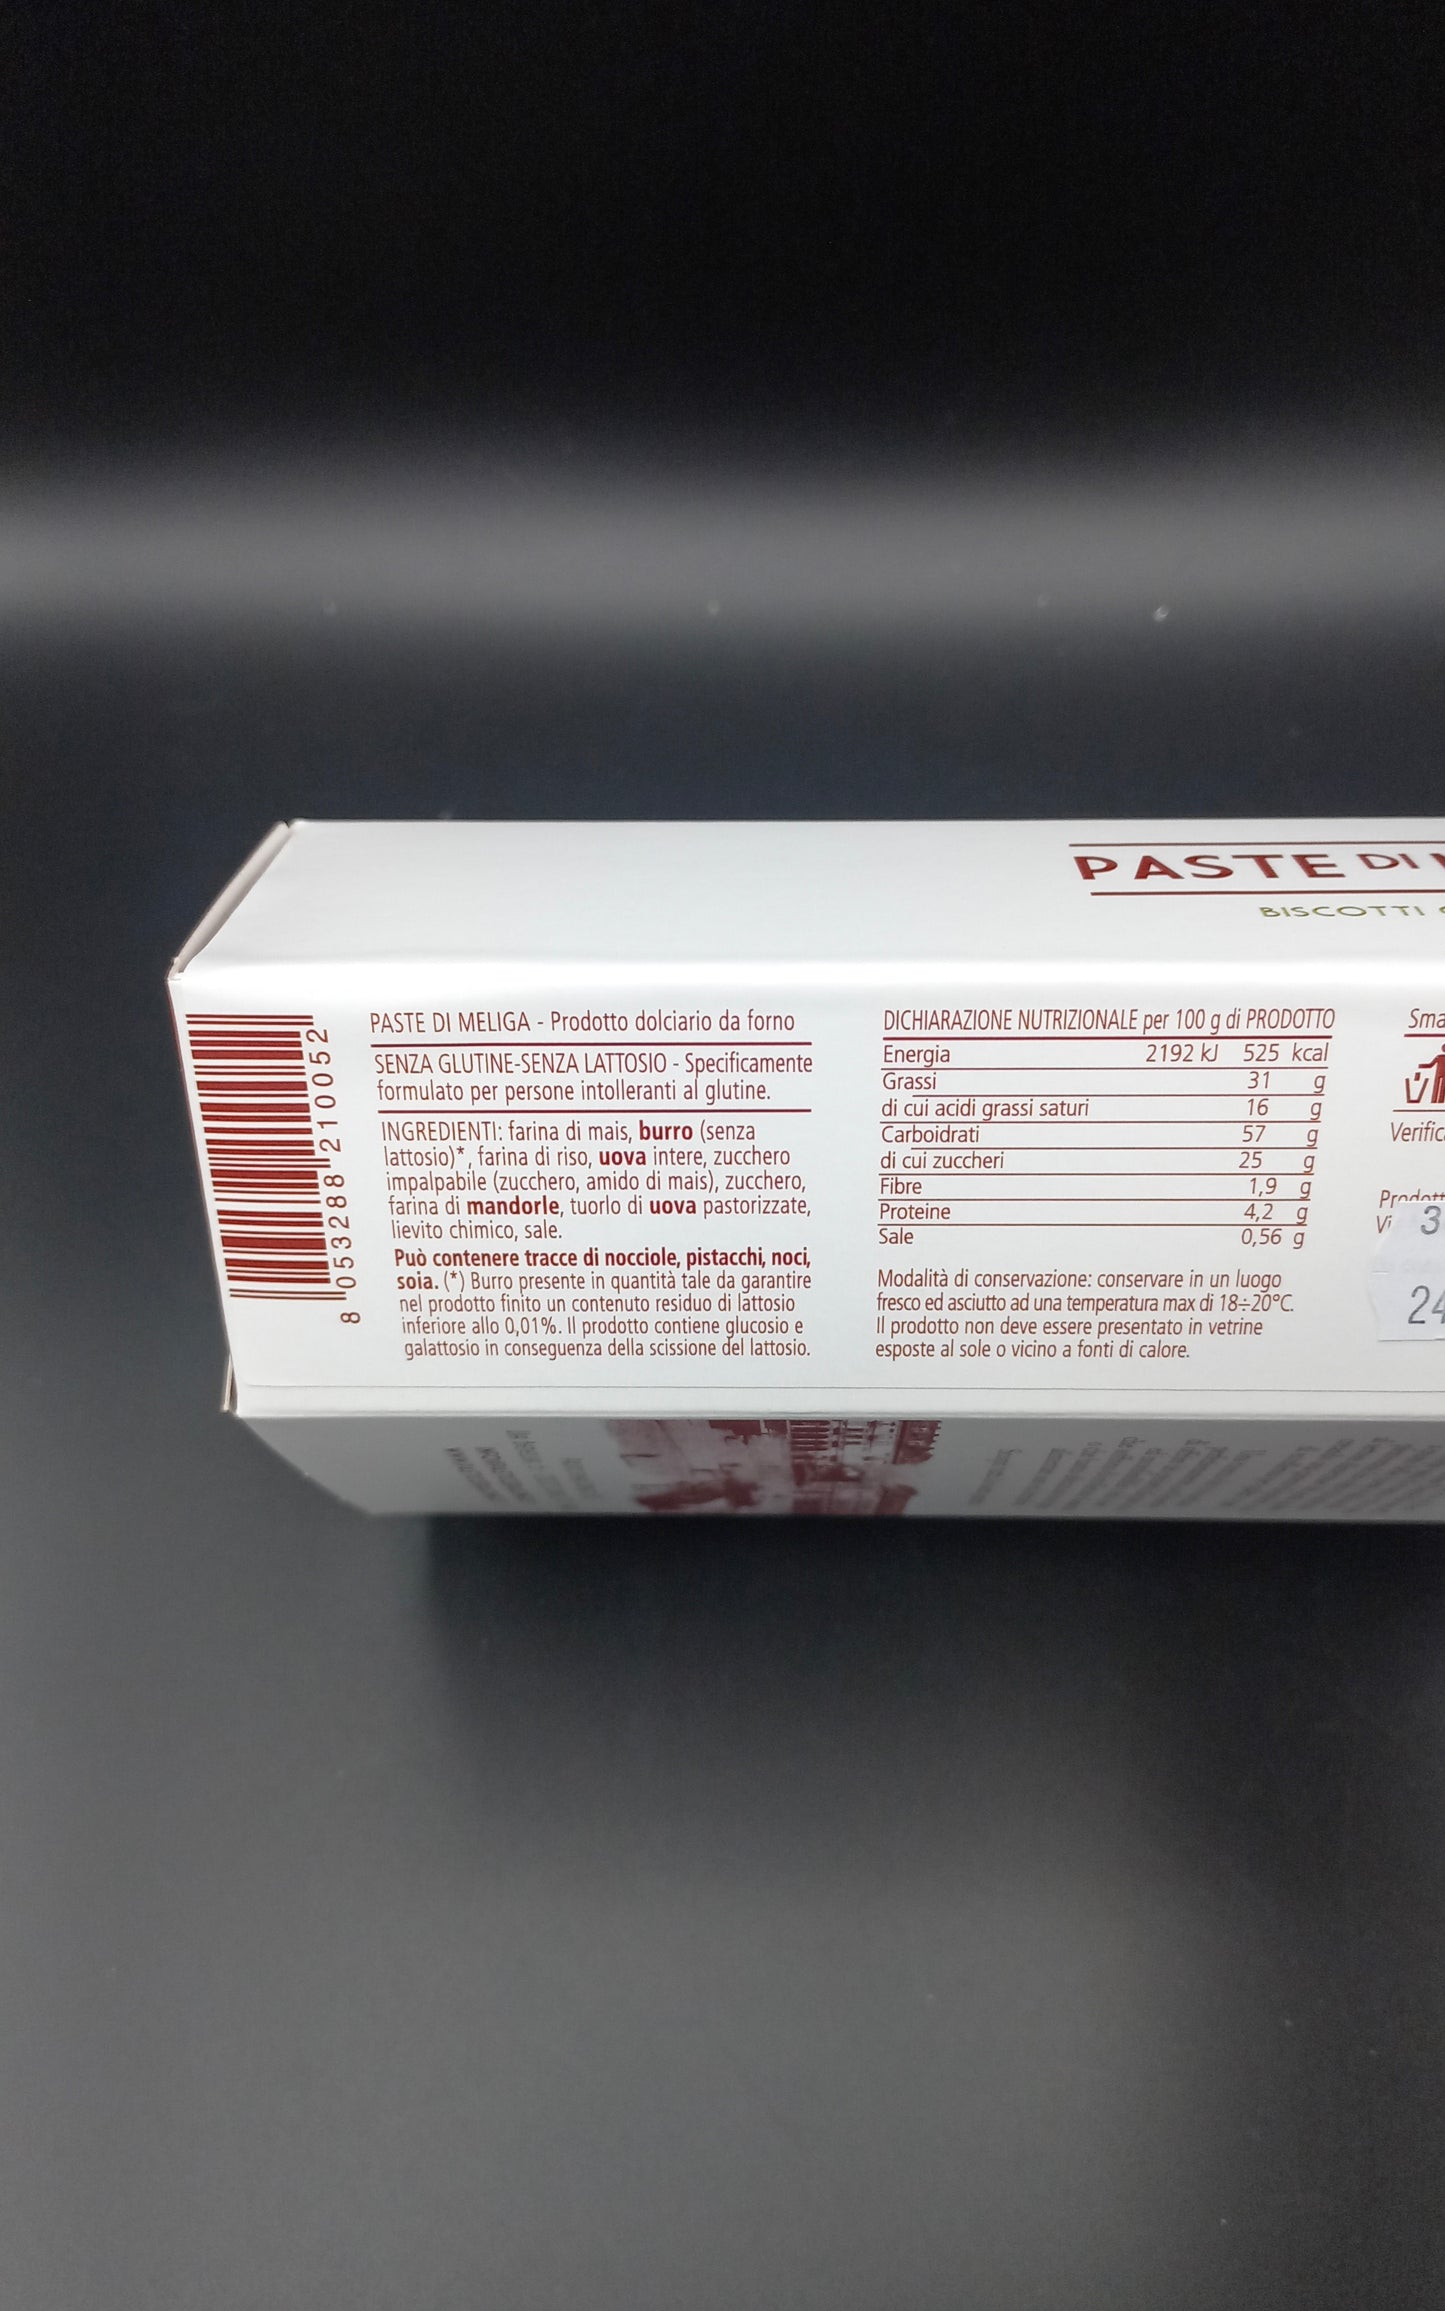 PASTE DI
BISCOTTI
8 053288 210052
PASTE DI MELIGA - Prodotto dolciario da forno
SENZA GLUTINE-SENZA LATTOSIO - Specificamente
formulato per persone intolleranti al glutine.
INGREDIENTI: farina di mais, burro (senza
lattosio)*, farina di riso, uova intere, zucchero
impalpabile (zucchero, amido di mais), zucchero,
farina di mandorle, tuorlo di uova pastorizzate,
lievito chimico, sale.
Può contenere tracce di nocciole, pistacchi, noci,
soia. (*) Burro presente in quantità tale da garantire
nel prodotto finito un contenuto residuo di lattosio
inferiore allo 0,01%. Il prodotto contiene glucosio e
galattosio in conseguenza della scissione del lattosio.
DICHIARAZIONE NUTRIZIONALE per 100 g di PRODOTTO
Energia 2192 kJ 525 kcal
Grassi 31 g
di cui acidi grassi saturi 16 g
Carboidrati 57 g
di cui zuccheri 25 g
Fibre 1,9 g
Proteine 4,2 g
Sale 0,56 g
Modalità di conservazione: conservare in un luogo
fresco ed asciutto ad una temperatura max di 18÷20°C.
Il prodotto non deve essere presentato in vetrine
esposte al sole o vicino a fonti di calore.
Sma
Verific
Prodott
Vi
3
24